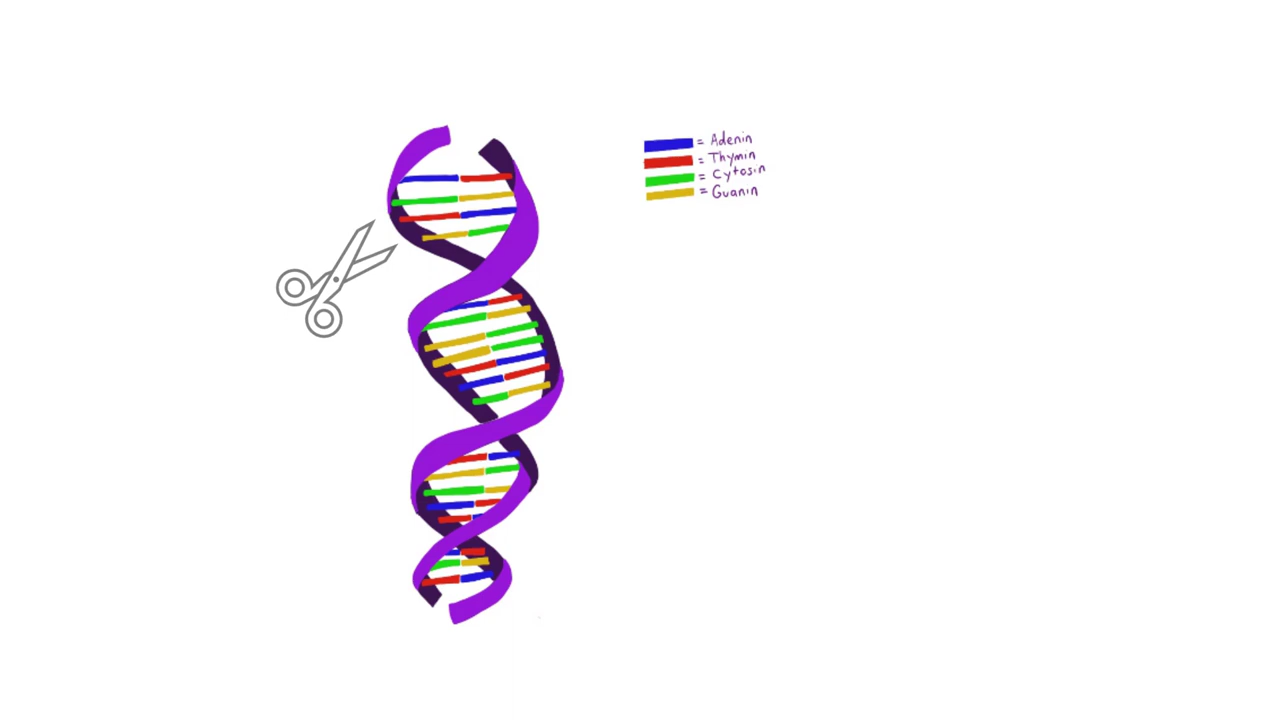 = Adenin
= Thymin
= Cytosin
= Guanin